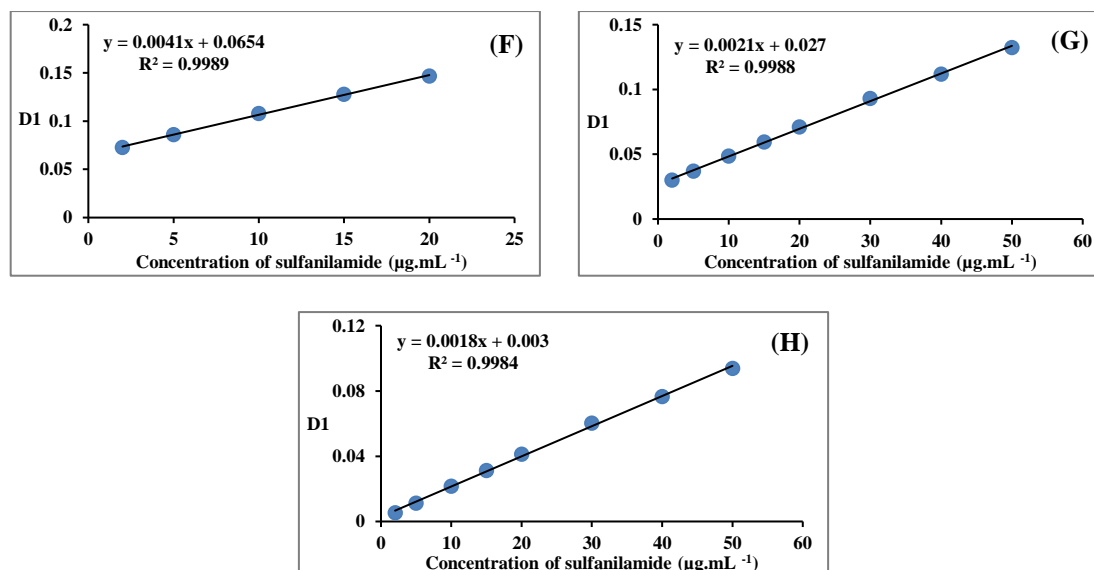 (F)
y = 0.0041x + 0.0654
R² = 0.9989
0.2
0.15
0.1
0.05
0
D1
0 5 10 15 20 25
Concentration of sulfanilamide (µg.mL ⁻¹)
(G)
y = 0.0021x + 0.027
R² = 0.9988
0.15
0.1
0.05
0
D1
0 10 20 30 40 50 60
Concentration of sulfanilamide (µg.mL ⁻¹)
(H)
y = 0.0018x + 0.003
R² = 0.9984
0.12
0.08
0.04
0
D1
0 10 20 30 40 50 60
Concentration of sulfanilamide (µg.mL ⁻¹)